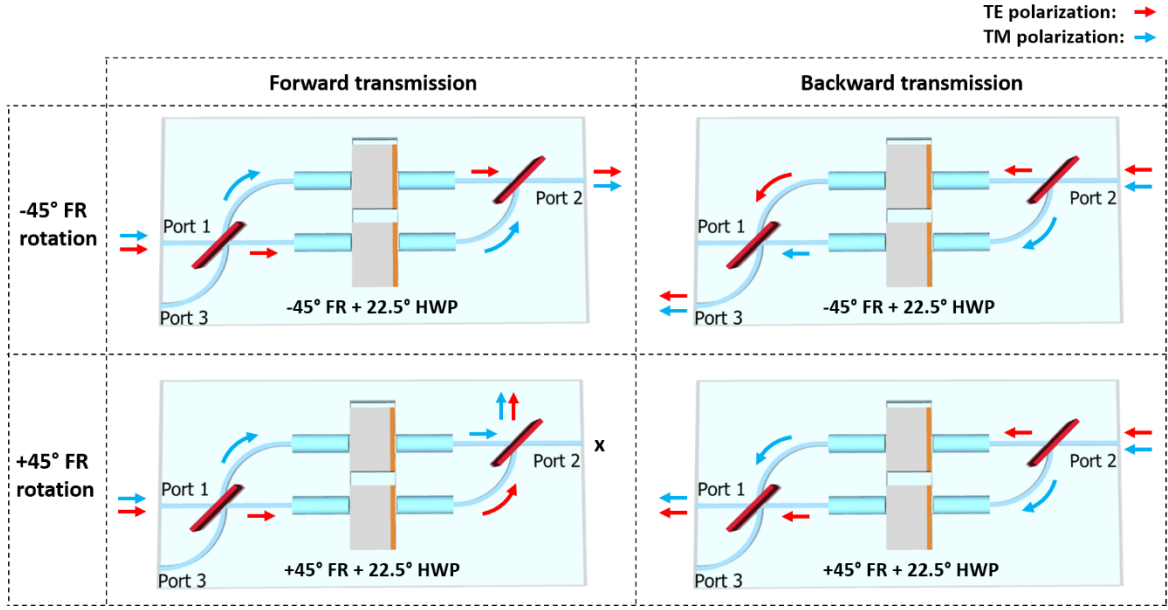 TE polarization:
TM polarization:
Forward transmission
Backward transmission
-45° FR
rotation
Port 1
Port 2
Port 3
-45° FR + 22.5° HWP
Port 1
Port 2
Port 3
-45° FR + 22.5° HWP
+45° FR
rotation
Port 1
Port 2
x
Port 3
+45° FR + 22.5° HWP
Port 1
Port 2
Port 3
+45° FR + 22.5° HWP